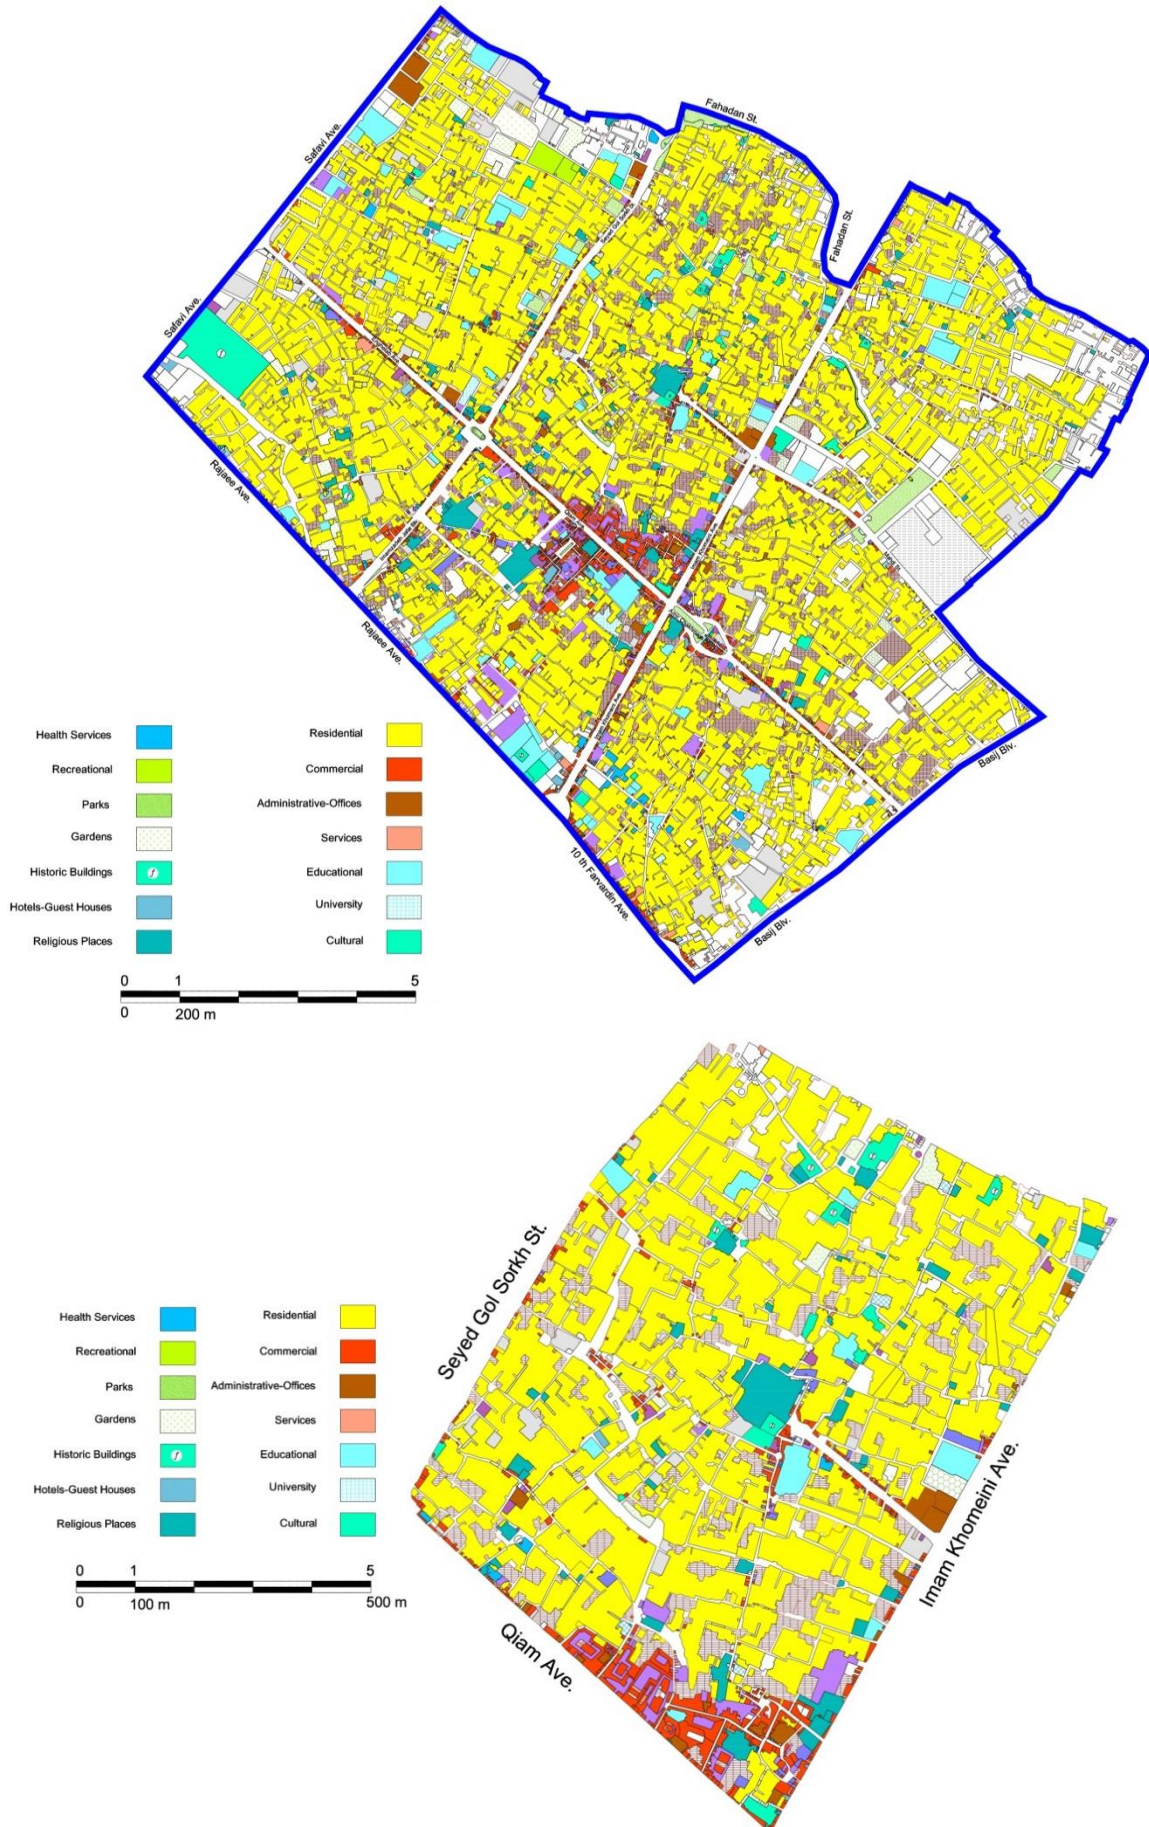 Fahadan St.
Safavi Ave.
Fahadan St.
Safavi Ave.
Rajaee Ave.
Rajaee Ave.
Imam Khomeini Ave.
Basij Blv.
10 th Farvardin Ave.
Basij Blv.
Health Services
Residential
Recreational
Commercial
Parks
Administrative-Offices
Gardens
Services
Historic Buildings
Educational
Hotels-Guest Houses
University
Religious Places
Cultural
0 1 5
0 200 m
Seyed Gol Sorkh St.
Imam Khomeini Ave.
Qiam Ave.
Health Services
Residential
Recreational
Commercial
Parks
Administrative-Offices
Gardens
Services
Historic Buildings
Educational
Hotels-Guest Houses
University
Religious Places
Cultural
0 1 5
0 100 m 500 m